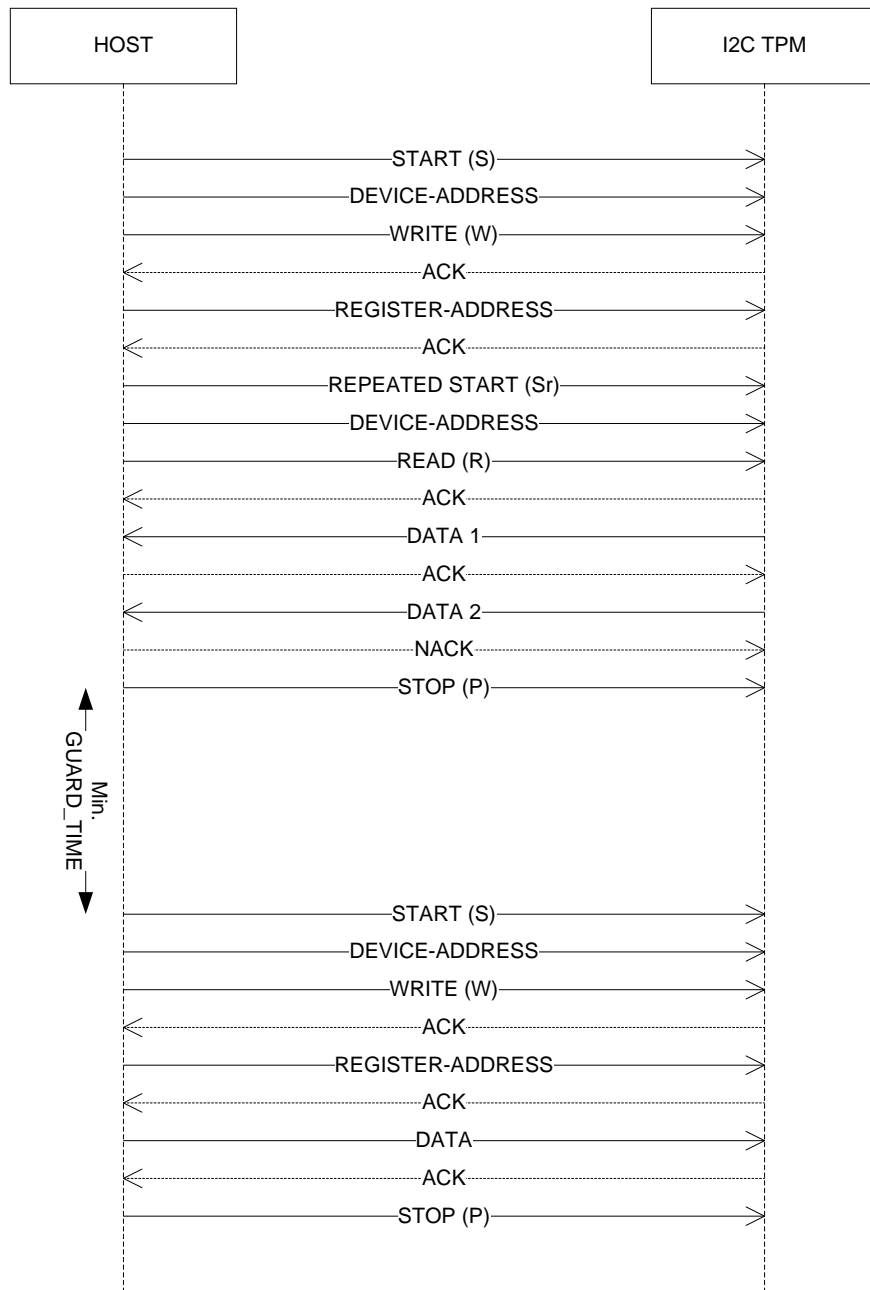 HOST
I2C TPM
START (S)
DEVICE-ADDRESS
WRITE (W)
ACK
REGISTER-ADDRESS
ACK
REPEATED START (Sr)
DEVICE-ADDRESS
READ (R)
ACK
DATA 1
ACK
DATA 2
NACK
STOP (P)
Min.
GUARD_TIME
START (S)
DEVICE-ADDRESS
WRITE (W)
ACK
REGISTER-ADDRESS
ACK
DATA
ACK
STOP (P)